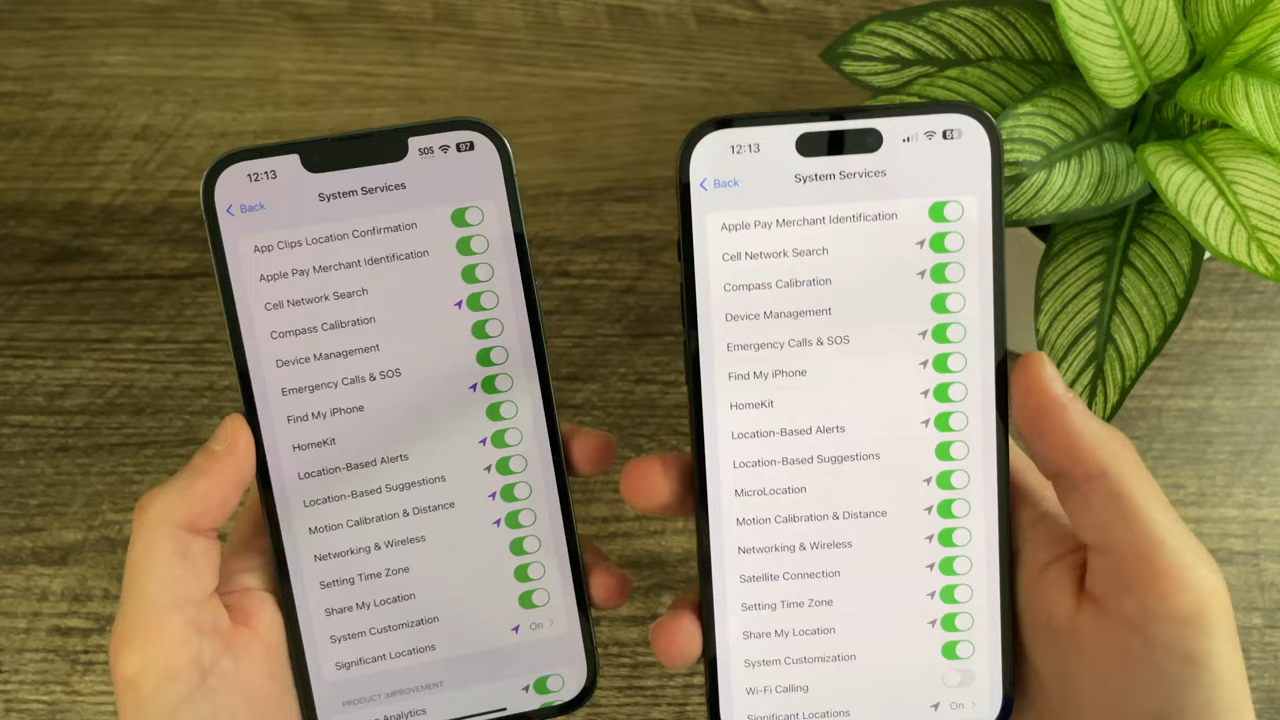 12:13
SOS
97
Back
System Services
App Clips Location Confirmation
Apple Pay Merchant Identification
Cell Network Search
Compass Calibration
Device Management
Emergency Calls & SOS
Find My iPhone
HomeKit
Location-Based Alerts
Location-Based Suggestions
Motion Calibration & Distance
Networking & Wireless
Setting Time Zone
Share My Location
System Customization
Significant Locations
On
PRODUCT IMPROVEMENT
Analytics
12:13
Back
System Services
Apple Pay Merchant Identification
Cell Network Search
Compass Calibration
Device Management
Emergency Calls & SOS
Find My iPhone
HomeKit
Location-Based Alerts
Location-Based Suggestions
MicroLocation
Motion Calibration & Distance
Networking & Wireless
Satellite Connection
Setting Time Zone
Share My Location
System Customization
Wi-Fi Calling
Significant Locations
On